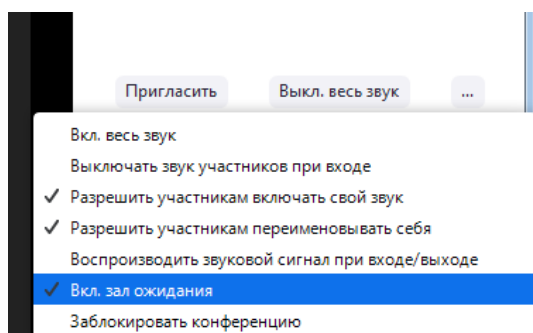 Пригласить Выкл. весь звук ...
Вкл. весь звук
Выключать звук участников при входе
Разрешить участникам включать свой звук
Разрешить участникам переименовывать себя
Воспроизводить звуковой сигнал при входе/выходе
Вкл. зал ожидания
Заблокировать конференцию